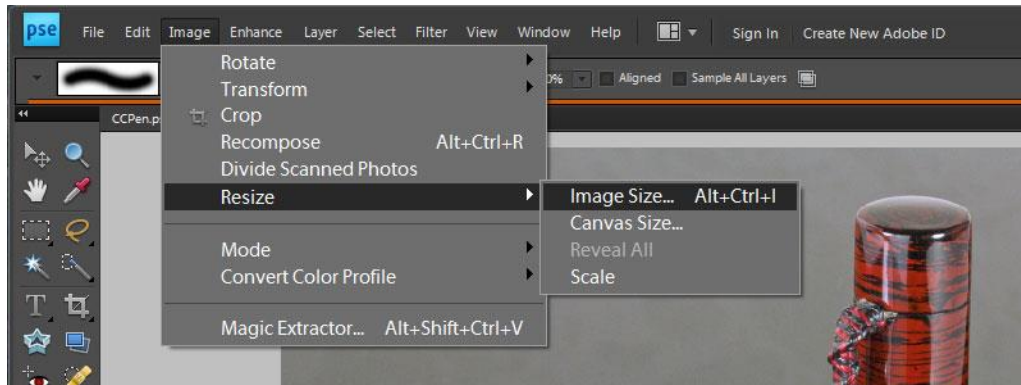 pse File Edit Image Enhance Layer Select Filter View Window Help Sign In Create New Adobe ID
Aligned Sample All Layers
CCPen.p
Rotate
Transform
Crop
Recompose Alt+Ctrl+R
Divide Scanned Photos
Resize
Image Size... Alt+Ctrl+I
Canvas Size...
Reveal All
Scale
Mode
Convert Color Profile
Magic Extractor... Alt+Shift+Ctrl+V